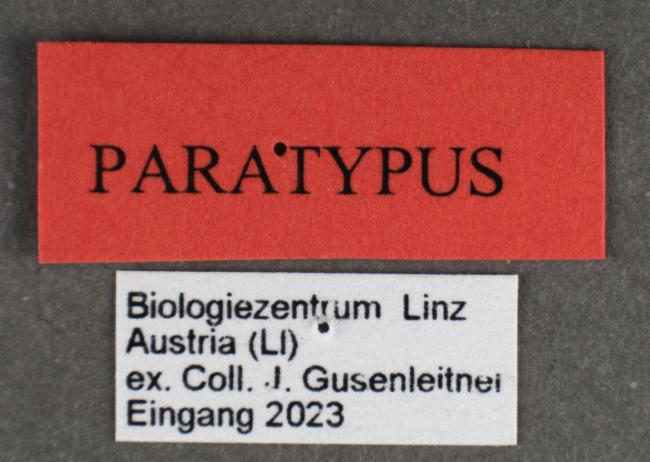 PARATYPUS
Biologiezentrum Linz
Austria (LI)
ex. Coll. J. Gusenleitner
Eingang 2023